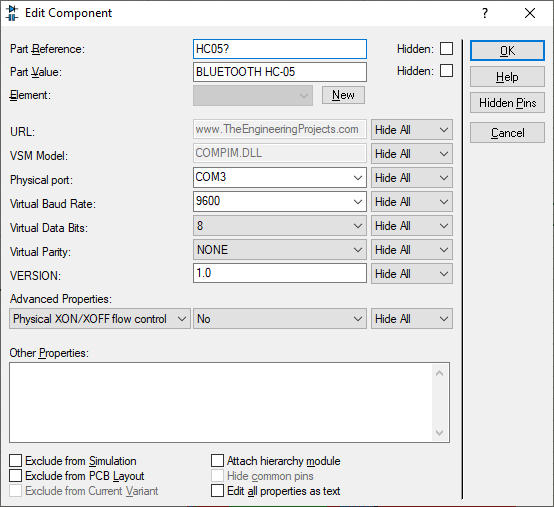 Edit Component
? ×
Part Reference: HC05? Hidden: OK
Part Value: BLUETOOTH HC-05 Hidden: Help
Element: New Hidden Pins
URL: www.TheEngineeringProjects.com Hide All Cancel
VSM Model: COMPIM.DLL Hide All
Physical port: COM3 Hide All
Virtual Baud Rate: 9600 Hide All
Virtual Data Bits: 8 Hide All
Virtual Parity: NONE Hide All
VERSION: 1.0 Hide All
Advanced Properties:
Physical XON/XOFF flow control No Hide All
Other Properties:
Exclude from Simulation Attach hierarchy module
Exclude from PCB Layout Hide common pins
Exclude from Current Variant Edit all properties as text